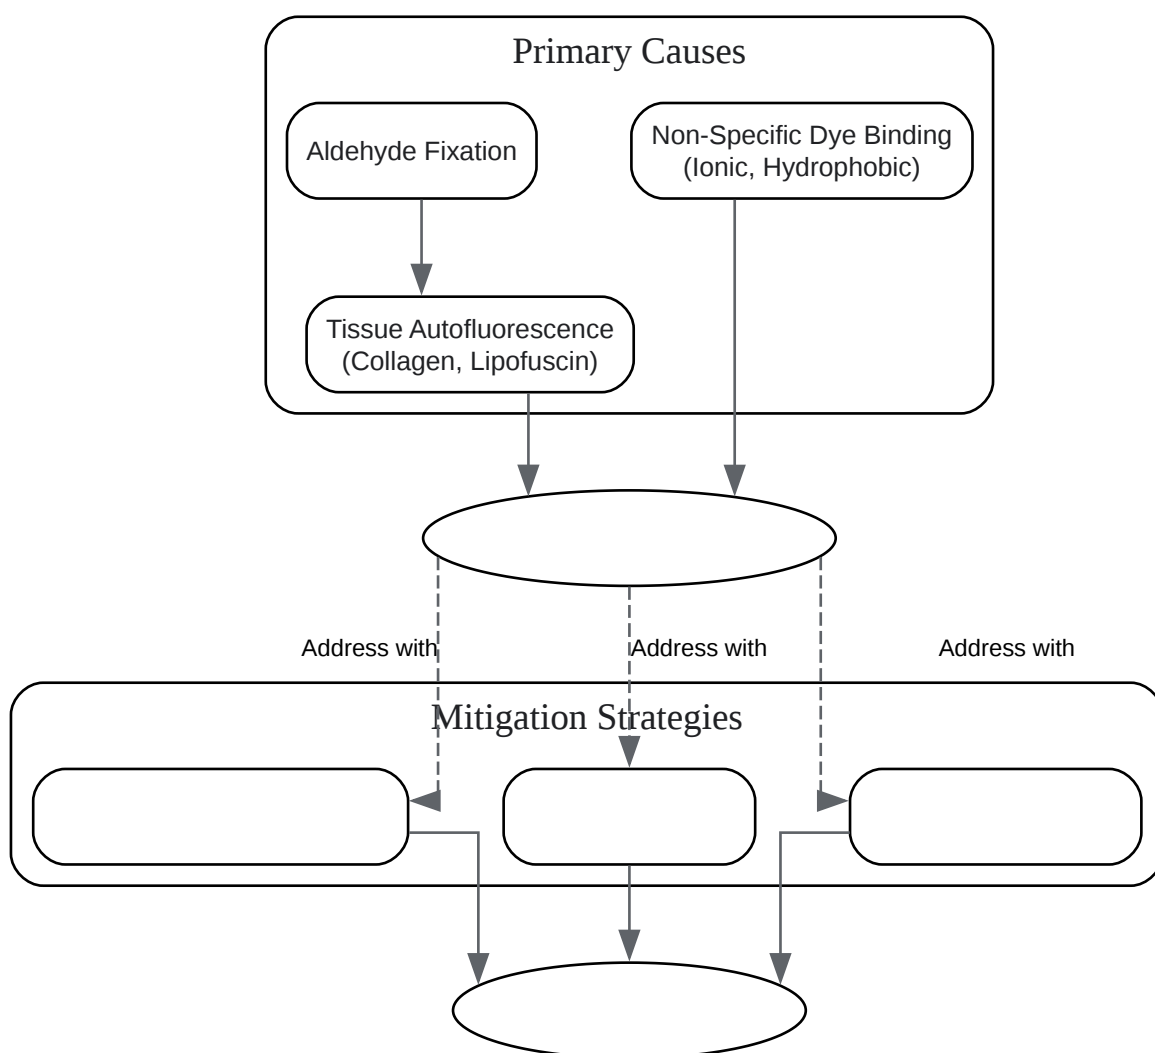 Primary Causes
Aldehyde Fixation
Non-Specific Dye Binding
(Ionic, Hydrophobic)
Tissue Autofluorescence
(Collagen, Lipofuscin)
Address with
Address with
Address with
Mitigation Strategies